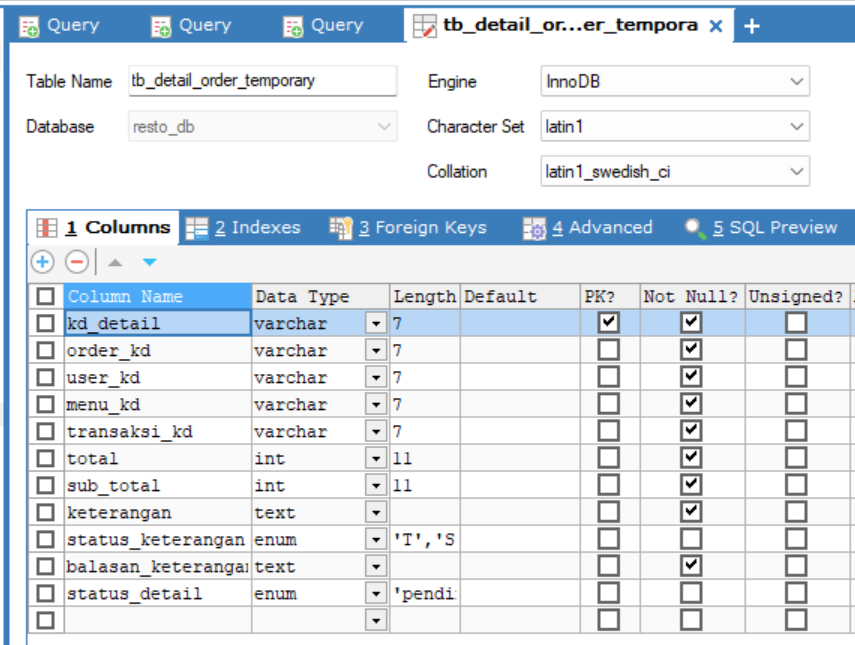 Query Query Query tb_detail_or...er_tempora × +
Table Name tb_detail_order_temporary Engine InnoDB
Database resto_db Character Set latin1
Collation latin1_swedish_ci
1 Columns 2 Indexes 3 Foreign Keys 4 Advanced 5 SQL Preview
Column Name Data Type Length Default PK? Not Null? Unsigned?
kd_detail varchar 7
order_kd varchar 7
user_kd varchar 7
menu_kd varchar 7
transaksi_kd varchar 7
total int 11
sub_total int 11
keterangan text
status_keterangan enum 'T','S
balasan_keterangan text
status_detail enum 'pendi